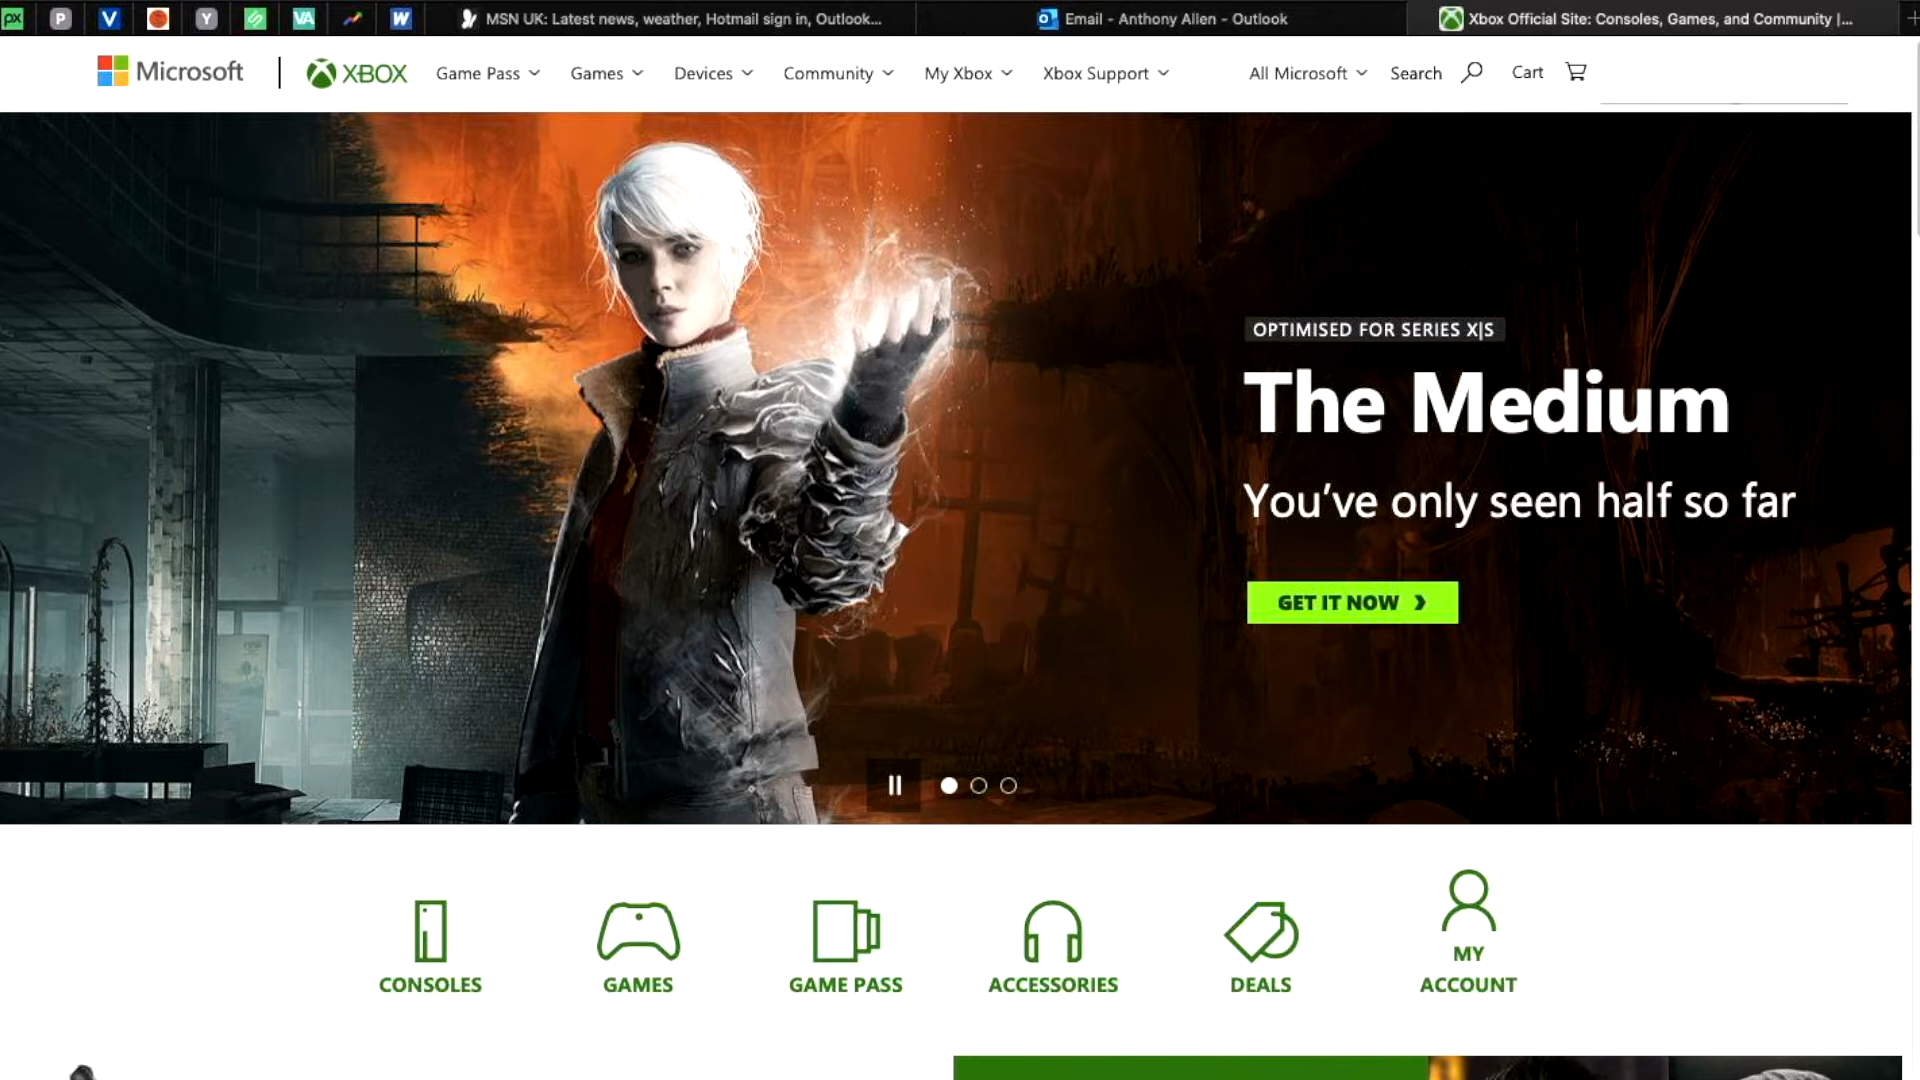 PX P V Y VA W MSN UK: Latest news, weather, Hotmail sign in, Outlook... Email - Anthony Allen - Outlook Xbox Official Site: Consoles, Games, and Community |...
Microsoft XBOX Game Pass Games Devices Community My Xbox Xbox Support All Microsoft Search Cart
OPTIMISED FOR SERIES X|S
The Medium
You've only seen half so far
GET IT NOW
CONSOLES
GAMES
GAME PASS
ACCESSORIES
DEALS
MY
ACCOUNT